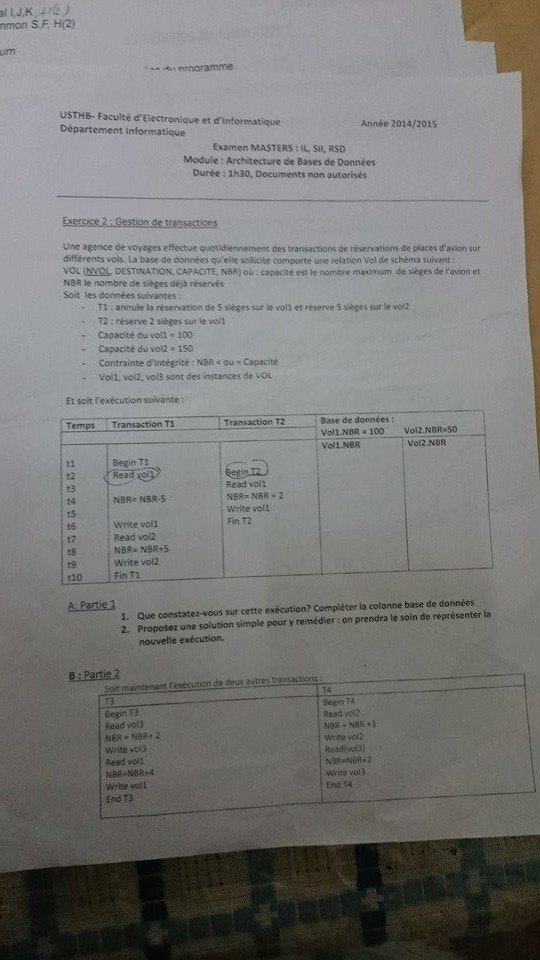 al I,J,K
mmon S.F, H(2)
um
du programme
USTHB- Faculté d'Electronique et d'Informatique Année 2014/2015
Département Informatique
Examen MASTERS : IL, SII, RSD
Module : Architecture de Bases de Données
Durée : 1h30, Documents non autorisés
Exercice 2 : Gestion de transactions
Une agence de voyages effectue quotidiennement des transactions de réservations de places d'avion sur
différents vols. La base de données qu'elle sollicite comporte une relation Vol de schéma suivant :
VOL (NVOL, DESTINATION, CAPACITE, NBR) où : capacité est le nombre maximum de sièges de l'avion et
NBR le nombre de sièges déjà réservés
Soit les données suivantes :
- T1 : annule la réservation de 5 sièges sur le vol1 et réserve 5 sièges sur le vol2
- T2 : réserve 2 sièges sur le vol1
- Capacité du vol1 = 100
- Capacité du vol2 = 150
- Contrainte d'Intégrité : NBR < ou = Capacité
- Vol1, vol2, vol3 sont des instances de VOL
Et soit l'exécution suivante :
Temps Transaction T1 Transaction T2 Base de données :
Vol1.NBR = 100 Vol2.NBR=50
Vol1.NBR Vol2.NBR
t1 Begin T1
t2 Read vol1 Begin T2
t3 Read vol1
t4 NBR= NBR-5 NBR= NBR + 2
t5 Write vol1
t6 Write vol1 Fin T2
t7 Read vol2
t8 NBR= NBR+5
t9 Write vol2
t10 Fin T1
A: Partie 1
1. Que constatez-vous sur cette exécution? Compléter la colonne base de données
2. Proposez une solution simple pour y remédier : on prendra le soin de représenter la
nouvelle exécution.
B : Partie 2
Soit maintenant l'exécution de deux autres transactions :
T3 T4
Begin T3 Begin T4
Read vol3 Read vol2
NBR = NBR+ 2 NBR = NBR +3
Write vol3 Write vol2
Read vol1 Read(vol3)
NBR=NBR+4 NBR=NBR+2
Write vol1 Write vol3
End T3 End T4